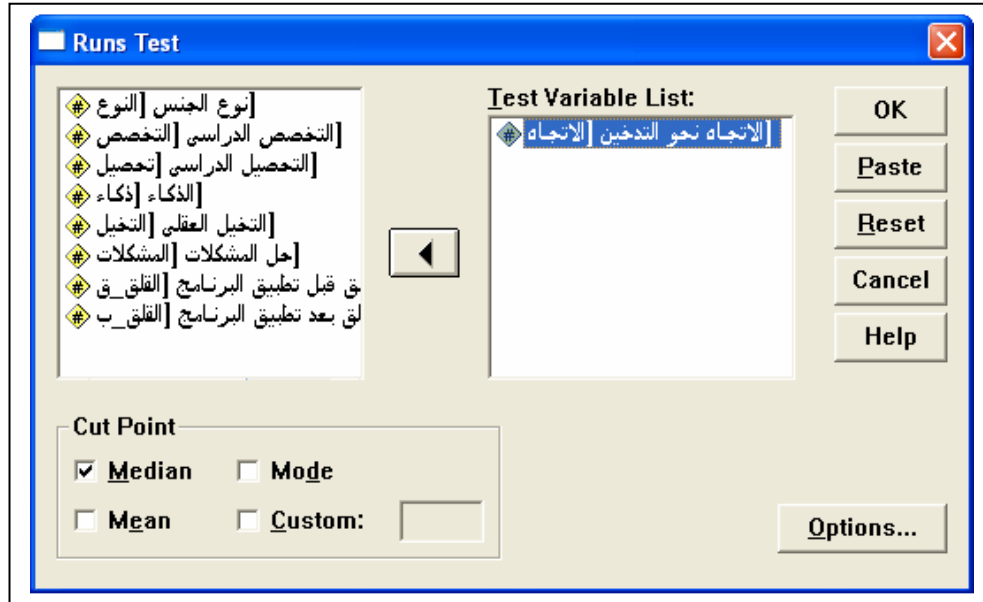 Runs Test
نوع الجنس [النوع]
التخصص الدراسى [التخصص]
التحصيل الدراسى [تحصيل]
الذكاء [ذكاء]
التخيل العقلى [التخيل]
حل المشكلات [المشكلات]
ق قبل تطبيق البرنامج [القلق_ق
لق بعد تطبيق البرنامج [القلق_ب
Test Variable List:
الاتجاه نحو التدخين [الاتجاه]
OK
Paste
Reset
Cancel
Help
Cut Point
Median
Mode
Mean
Custom:
Options...